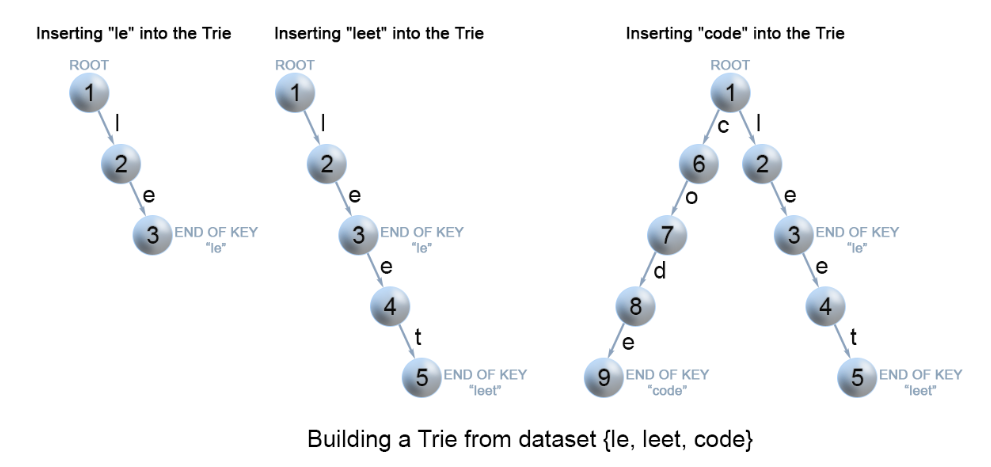 Inserting "le" into the Trie
ROOT
1
l
2
e
3 END OF KEY
"le"
Inserting "leet" into the Trie
ROOT
1
l
2
e
3 END OF KEY
"le"
e
4
t
5 END OF KEY
"leet"
Inserting "code" into the Trie
ROOT
1
c l
6 2
o e
7 3 END OF KEY
"le"
d e
8 4
e t
9 END OF KEY 5 END OF KEY
"code" "leet"
Building a Trie from dataset {le, leet, code}